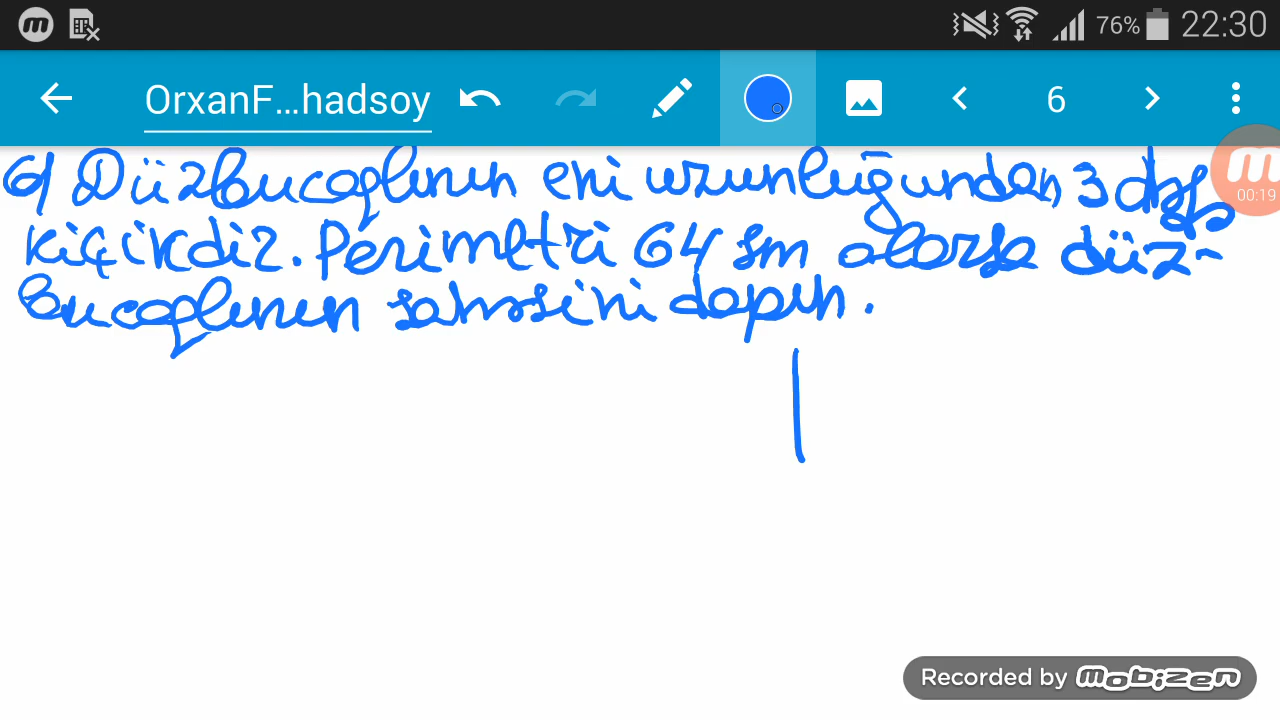 76% 22:30
OrxanF...hadsoy 6
6) Düzbucaqlının eni uzunluğundan 3 dəfə
kiçikdir. Perimetri 64 sm olarsa düz-
bucaqlının sahəsini tapın.
00:19
Recorded by mobizen